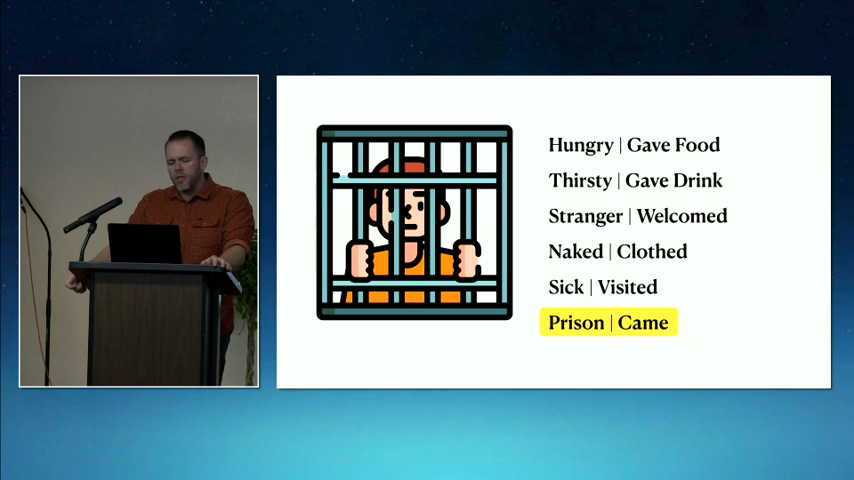 Hungry | Gave Food
Thirsty | Gave Drink
Stranger | Welcomed
Naked | Clothed
Sick | Visited
Prison | Came